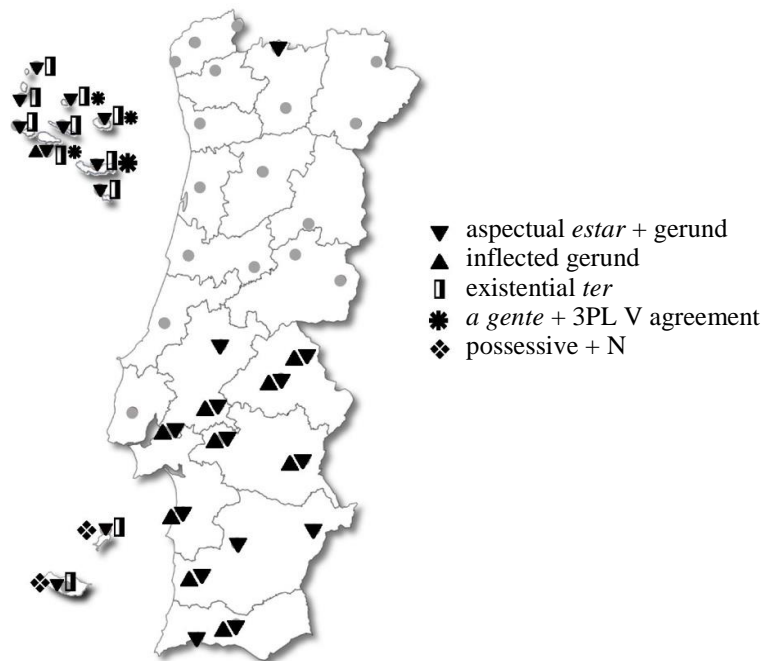 aspectual estar + gerund
inflected gerund
existential ter
a gente + 3PL V agreement
possessive + N